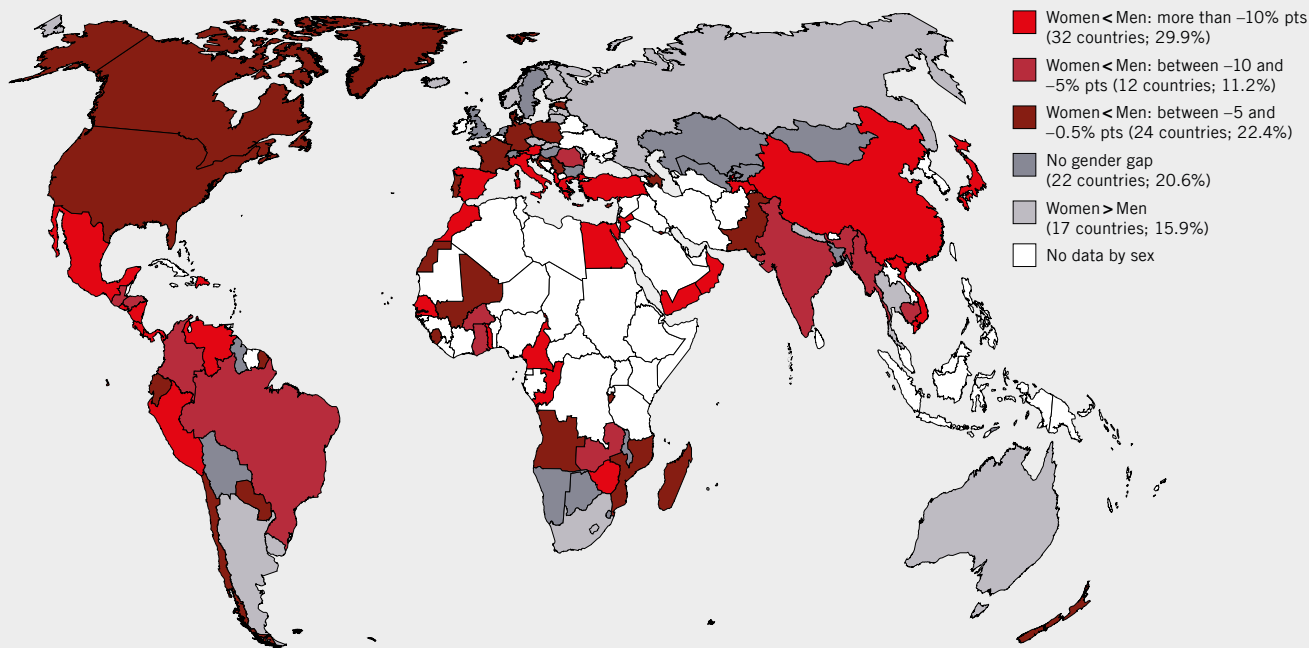 Women < Men: more than –10% pts
(32 countries; 29.9%)
Women < Men: between –10 and
–5% pts (12 countries; 11.2%)
Women < Men: between –5 and
–0.5% pts (24 countries; 22.4%)
No gender gap
(22 countries; 20.6%)
Women > Men
(17 countries; 15.9%)
No data by sex